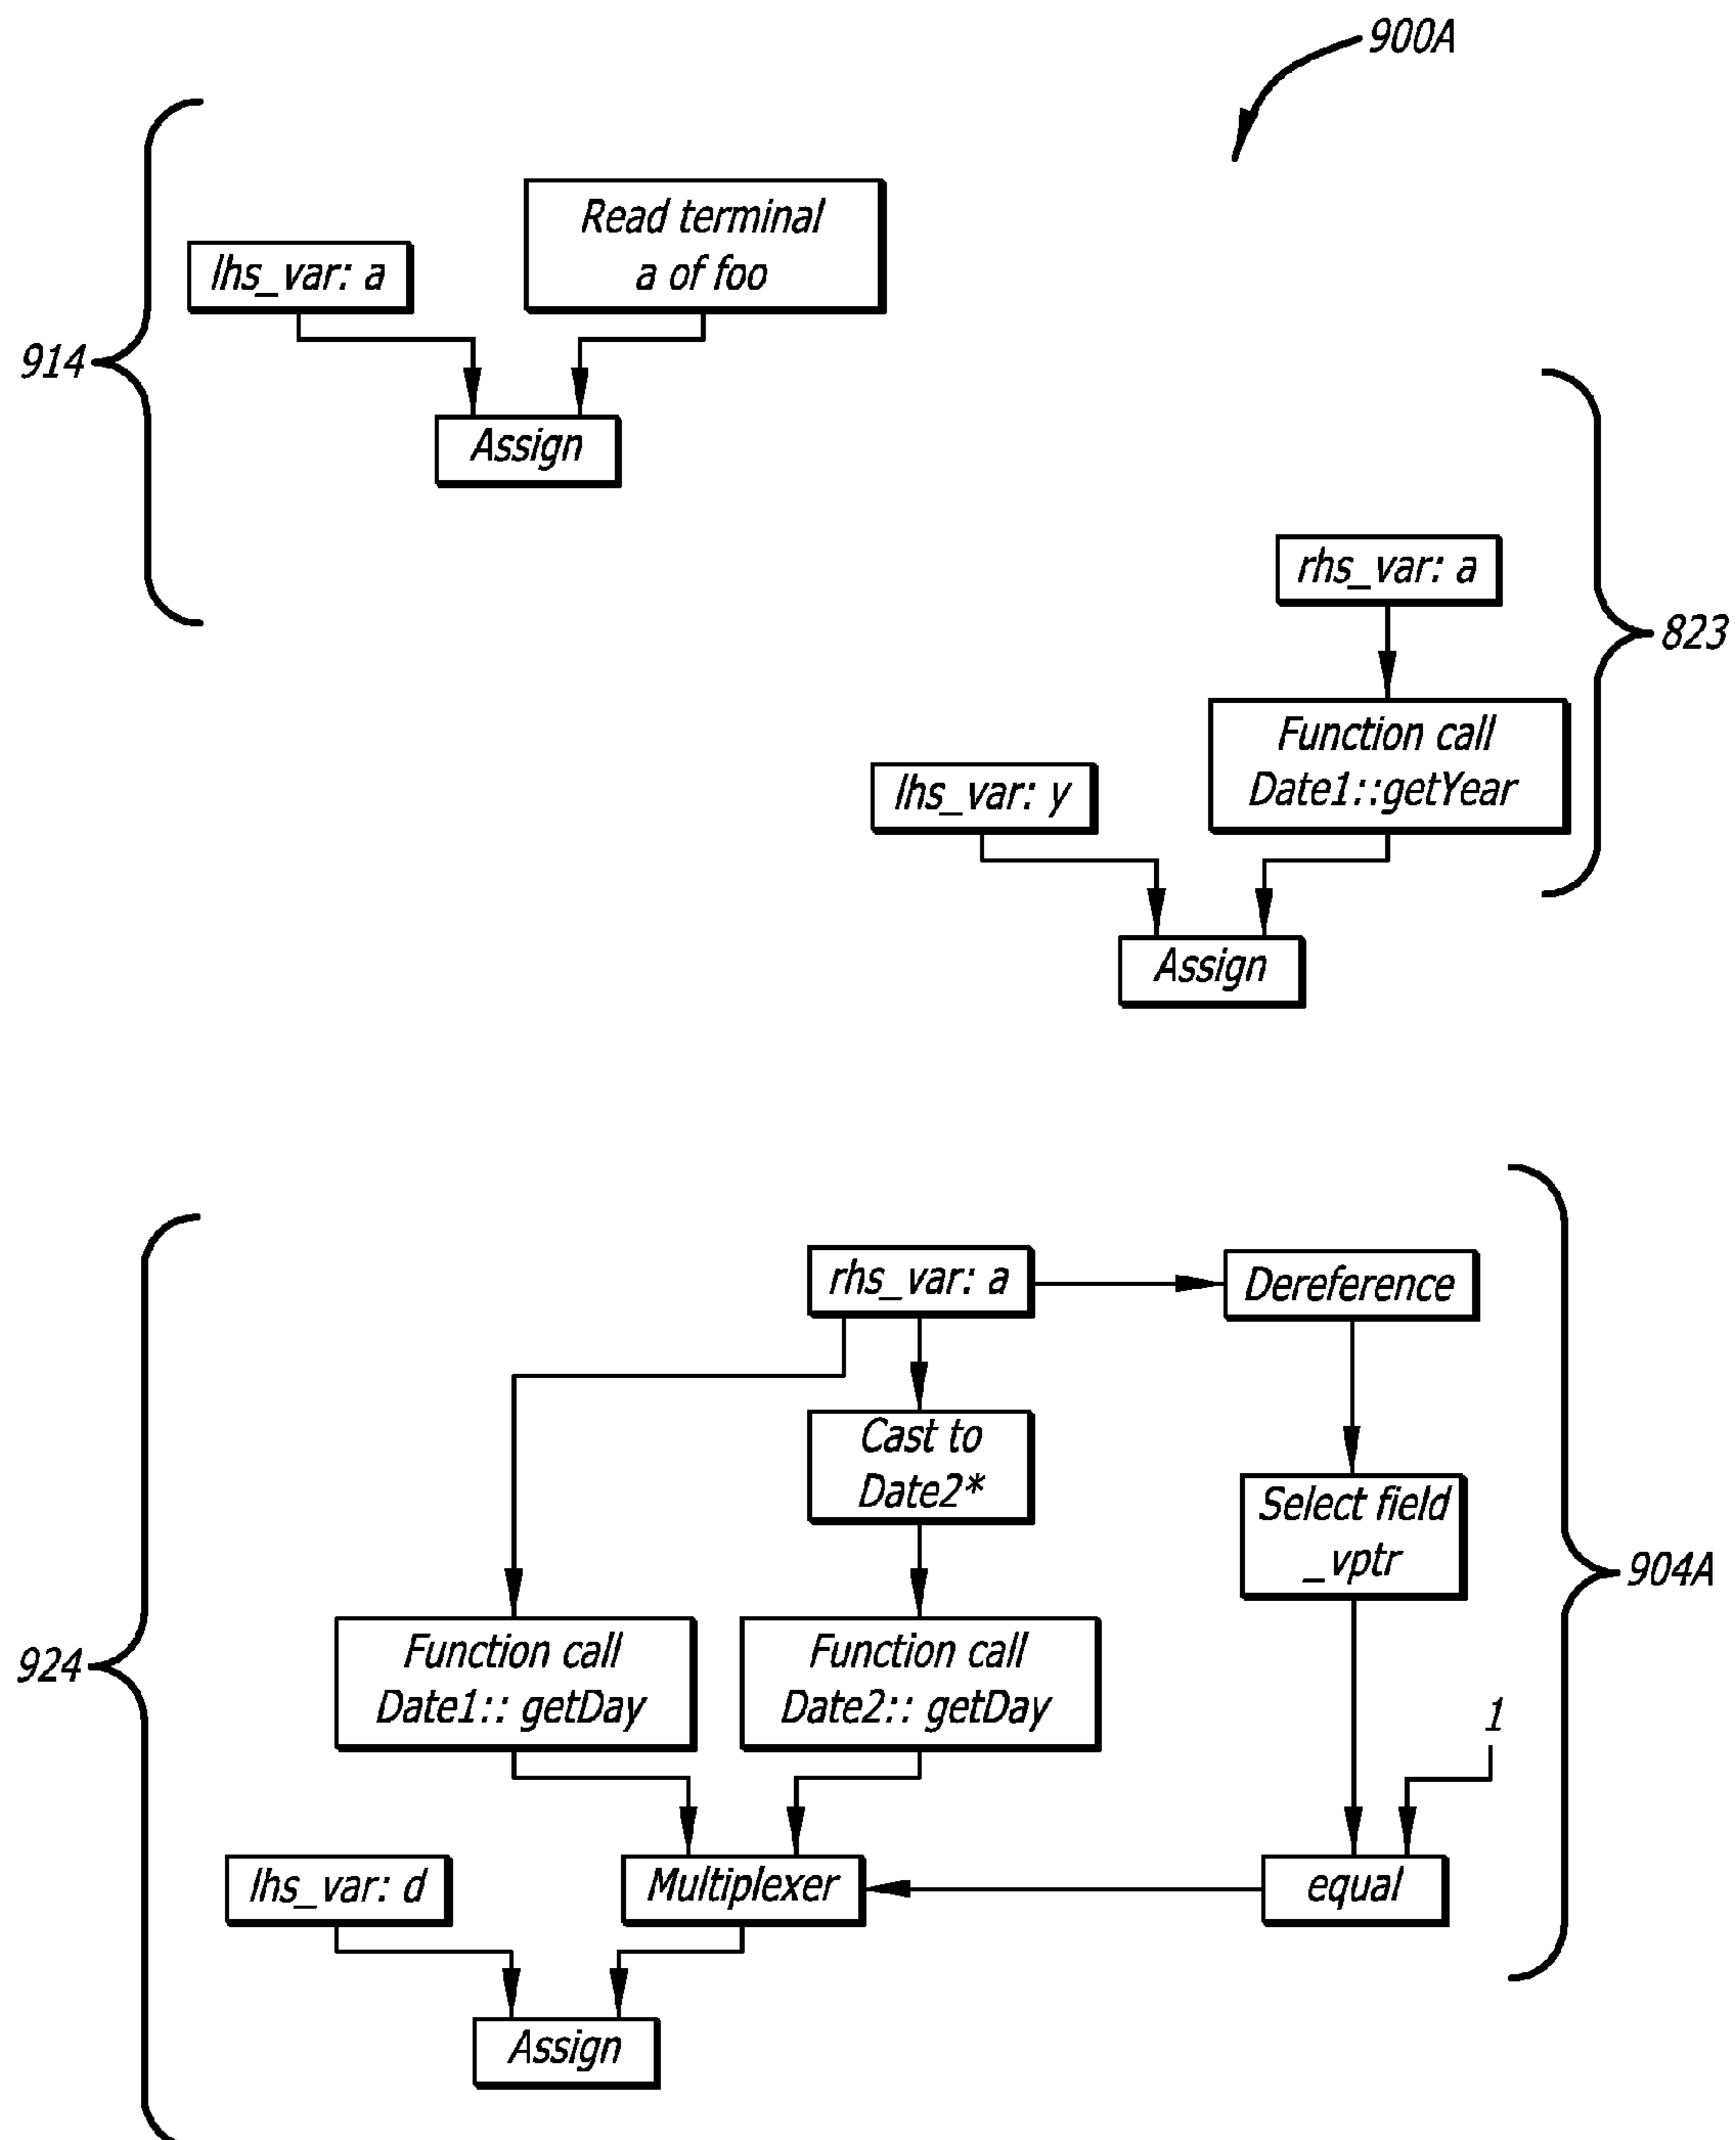 900A
Read terminal
a of foo
lhs_var: a
914
Assign
rhs_var: a
823
Function call
Date1::getYear
lhs_var: y
Assign
rhs_var: a
Dereference
Cast to
Date2*
Select field
_vptr
904A
924
Function call
Date1:: getDay
Function call
Date2:: getDay
1
lhs_var: d
Multiplexer
equal
Assign